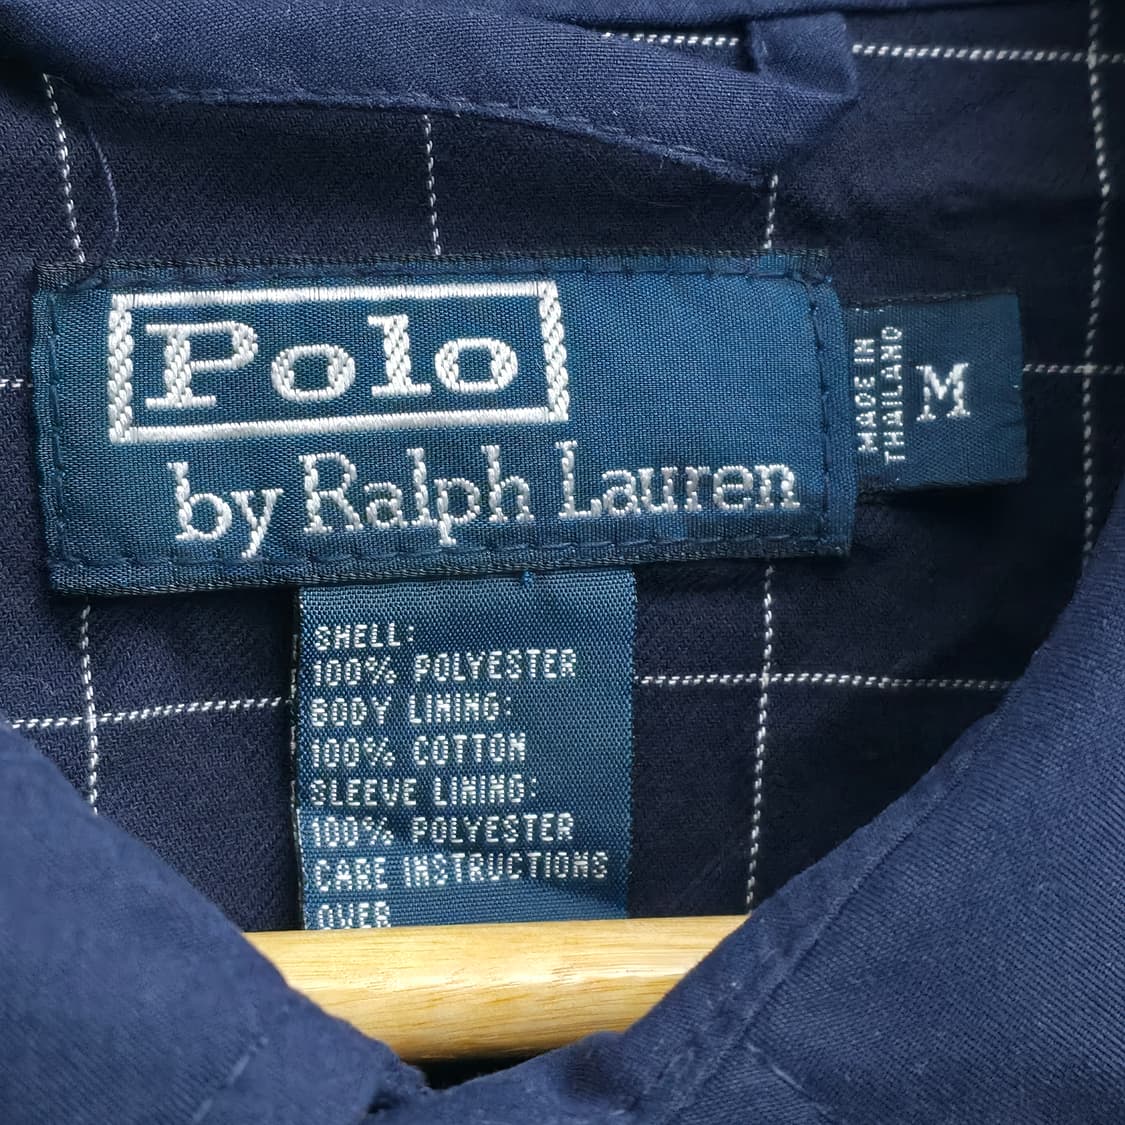 Polo
by Ralph Lauren
MADE IN
THAILAND
M
SHELL:
100% POLYESTER
BODY LINING:
100% COTTON
SLEEVE LINING:
100% POLYESTER
CARE INSTRUCTIONS
OVER